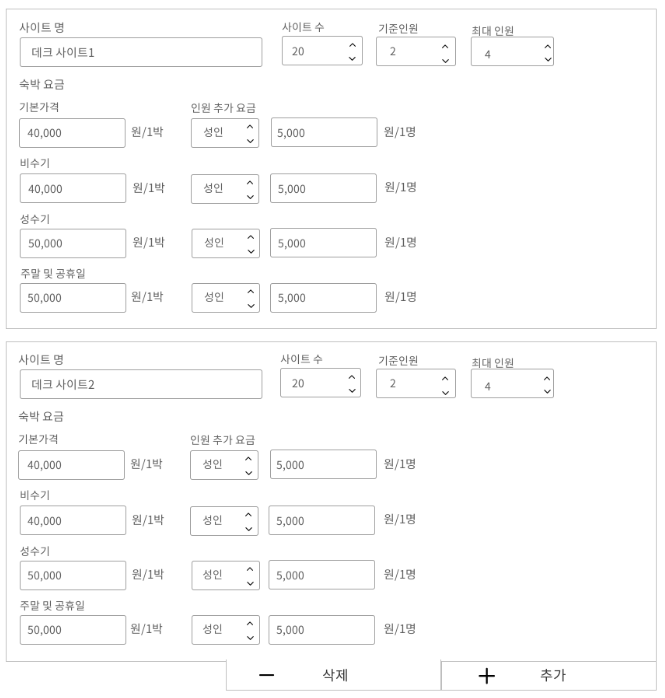 사이트 명 사이트 수 기준인원 최대 인원
데크 사이트1 20 2 4
숙박 요금
기본가격 인원 추가 요금
40,000 원/1박 성인 5,000 원/1명
비수기
40,000 원/1박 성인 5,000 원/1명
성수기
50,000 원/1박 성인 5,000 원/1명
주말 및 공휴일
50,000 원/1박 성인 5,000 원/1명
사이트 명 사이트 수 기준인원 최대 인원
데크 사이트2 20 2 4
숙박 요금
기본가격 인원 추가 요금
40,000 원/1박 성인 5,000 원/1명
비수기
40,000 원/1박 성인 5,000 원/1명
성수기
50,000 원/1박 성인 5,000 원/1명
주말 및 공휴일
50,000 원/1박 성인 5,000 원/1명
삭제 추가